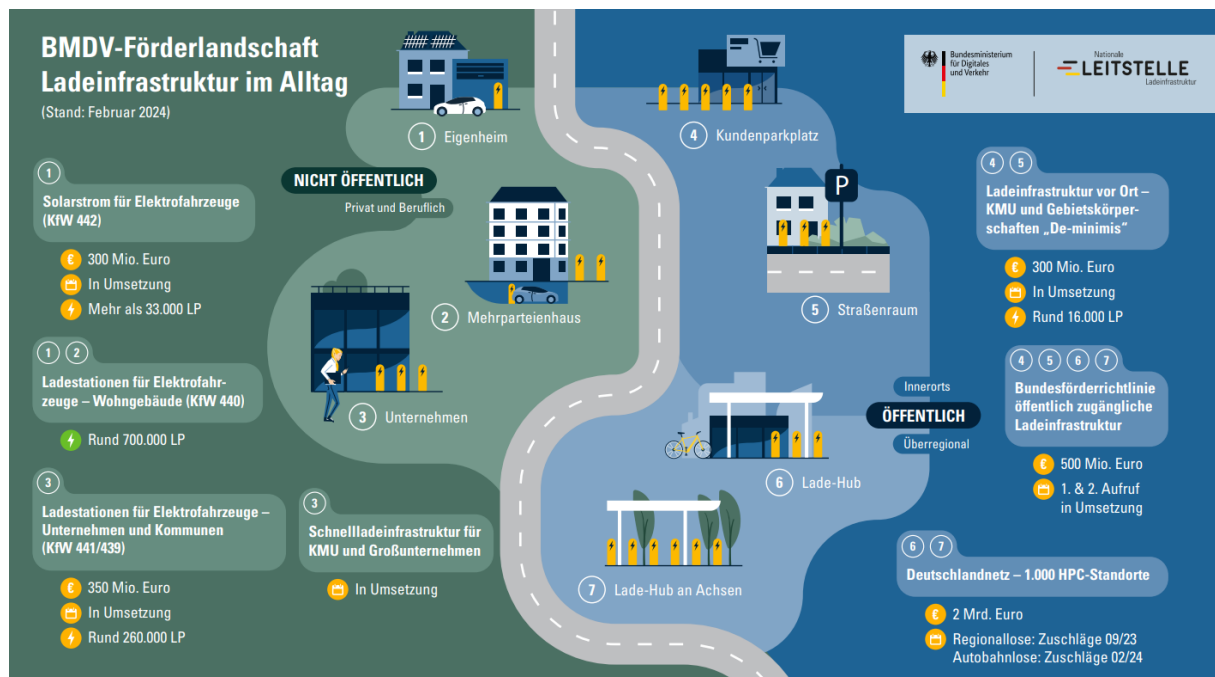 BMDV-Förderlandschaft
Ladeinfrastruktur im Alltag
(Stand: Februar 2024)
Bundesministerium
für Digitales
und Verkehr
Nationale
LEITSTELLE
Ladeinfrastruktur
1 Eigenheim
NICHT ÖFFENTLICH
Privat und Beruflich
2 Mehrparteienhaus
3 Unternehmen
1
Solarstrom für Elektrofahrzeuge
(KfW 442)
€ 300 Mio. Euro
In Umsetzung
Mehr als 33.000 LP
1 2
Ladestationen für Elektrofahr-
zeuge – Wohngebäude (KfW 440)
Rund 700.000 LP
3
Ladestationen für Elektrofahrzeuge –
Unternehmen und Kommunen
(KfW 441/439)
€ 350 Mio. Euro
In Umsetzung
Rund 260.000 LP
3
Schnellladeinfrastruktur für
KMU und Großunternehmen
In Umsetzung
4 Kundenparkplatz
P
5 Straßenraum
Innerorts
ÖFFENTLICH
Überregional
6 Lade-Hub
7 Lade-Hub an Achsen
4 5
Ladeinfrastruktur vor Ort –
KMU und Gebietskörper-
schaften „De-minimis“
€ 300 Mio. Euro
In Umsetzung
Rund 16.000 LP
4 5 6 7
Bundesförderrichtlinie
öffentlich zugängliche
Ladeinfrastruktur
€ 500 Mio. Euro
1. & 2. Aufruf
in Umsetzung
6 7
Deutschlandnetz – 1.000 HPC-Standorte
€ 2 Mrd. Euro
Regionallose: Zuschläge 09/23
Autobahnlose: Zuschläge 02/24